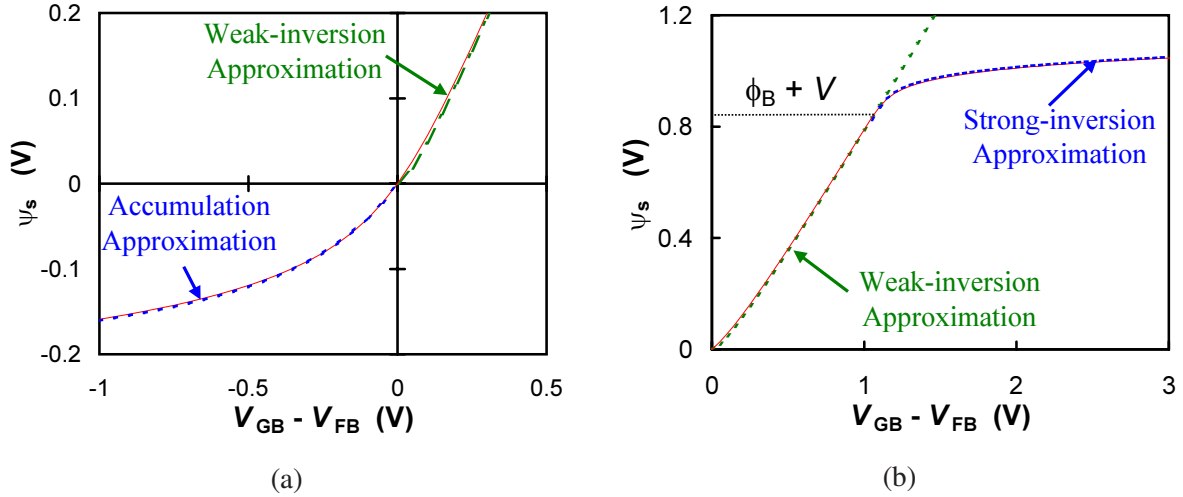 0.2
0.1
0
-0.1
-0.2
ψs (V)
Weak-inversion
Approximation
Accumulation
Approximation
-1
-0.5
0
0.5
VGB - VFB (V)
(a)
1.2
0.8
0.4
0
ψs (V)
ϕB + V
Strong-inversion
Approximation
Weak-inversion
Approximation
0
1
2
3
VGB - VFB (V)
(b)